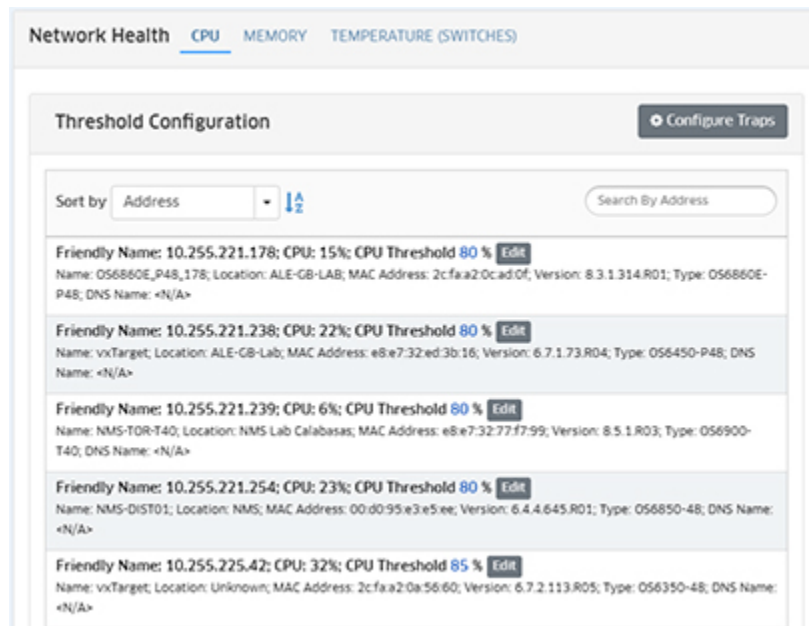 Network Health CPU MEMORY TEMPERATURE (SWITCHES)
Threshold Configuration
Configure Traps
Sort by Address
Search By Address
Friendly Name: 10.255.221.178; CPU: 15%; CPU Threshold 80 % Edit
Name: OS6860E_P48_178; Location: ALE-GB-LAB; MAC Address: 2c:fa:a2:0c:ad:0f; Version: 8.3.1.314.R01; Type: OS6860E-
P48; DNS Name: <N/A>
Friendly Name: 10.255.221.238; CPU: 22%; CPU Threshold 80 % Edit
Name: vxTarget; Location: ALE-GB-Lab; MAC Address: e8:e7:32:ed:3b:16; Version: 6.7.1.73.R04; Type: OS6450-P48; DNS
Name: <N/A>
Friendly Name: 10.255.221.239; CPU: 6%; CPU Threshold 80 % Edit
Name: NMS-TOR-T40; Location: NMS Lab Calabasas; MAC Address: e8:e7:32:77:f7:99; Version: 8.5.1.R03; Type: OS6900-
T40; DNS Name: <N/A>
Friendly Name: 10.255.221.254; CPU: 23%; CPU Threshold 80 % Edit
Name: NMS-DIST01; Location: NMS; MAC Address: 00:d0:95:e3:e5:ee; Version: 6.4.4.645.R01; Type: OS6850-48; DNS Name:
<N/A>
Friendly Name: 10.255.225.42; CPU: 32%; CPU Threshold 85 % Edit
Name: vxTarget; Location: Unknown; MAC Address: 2c:fa:a2:0a:56:60; Version: 6.7.2.113.R05; Type: OS6350-48; DNS Name:
<N/A>